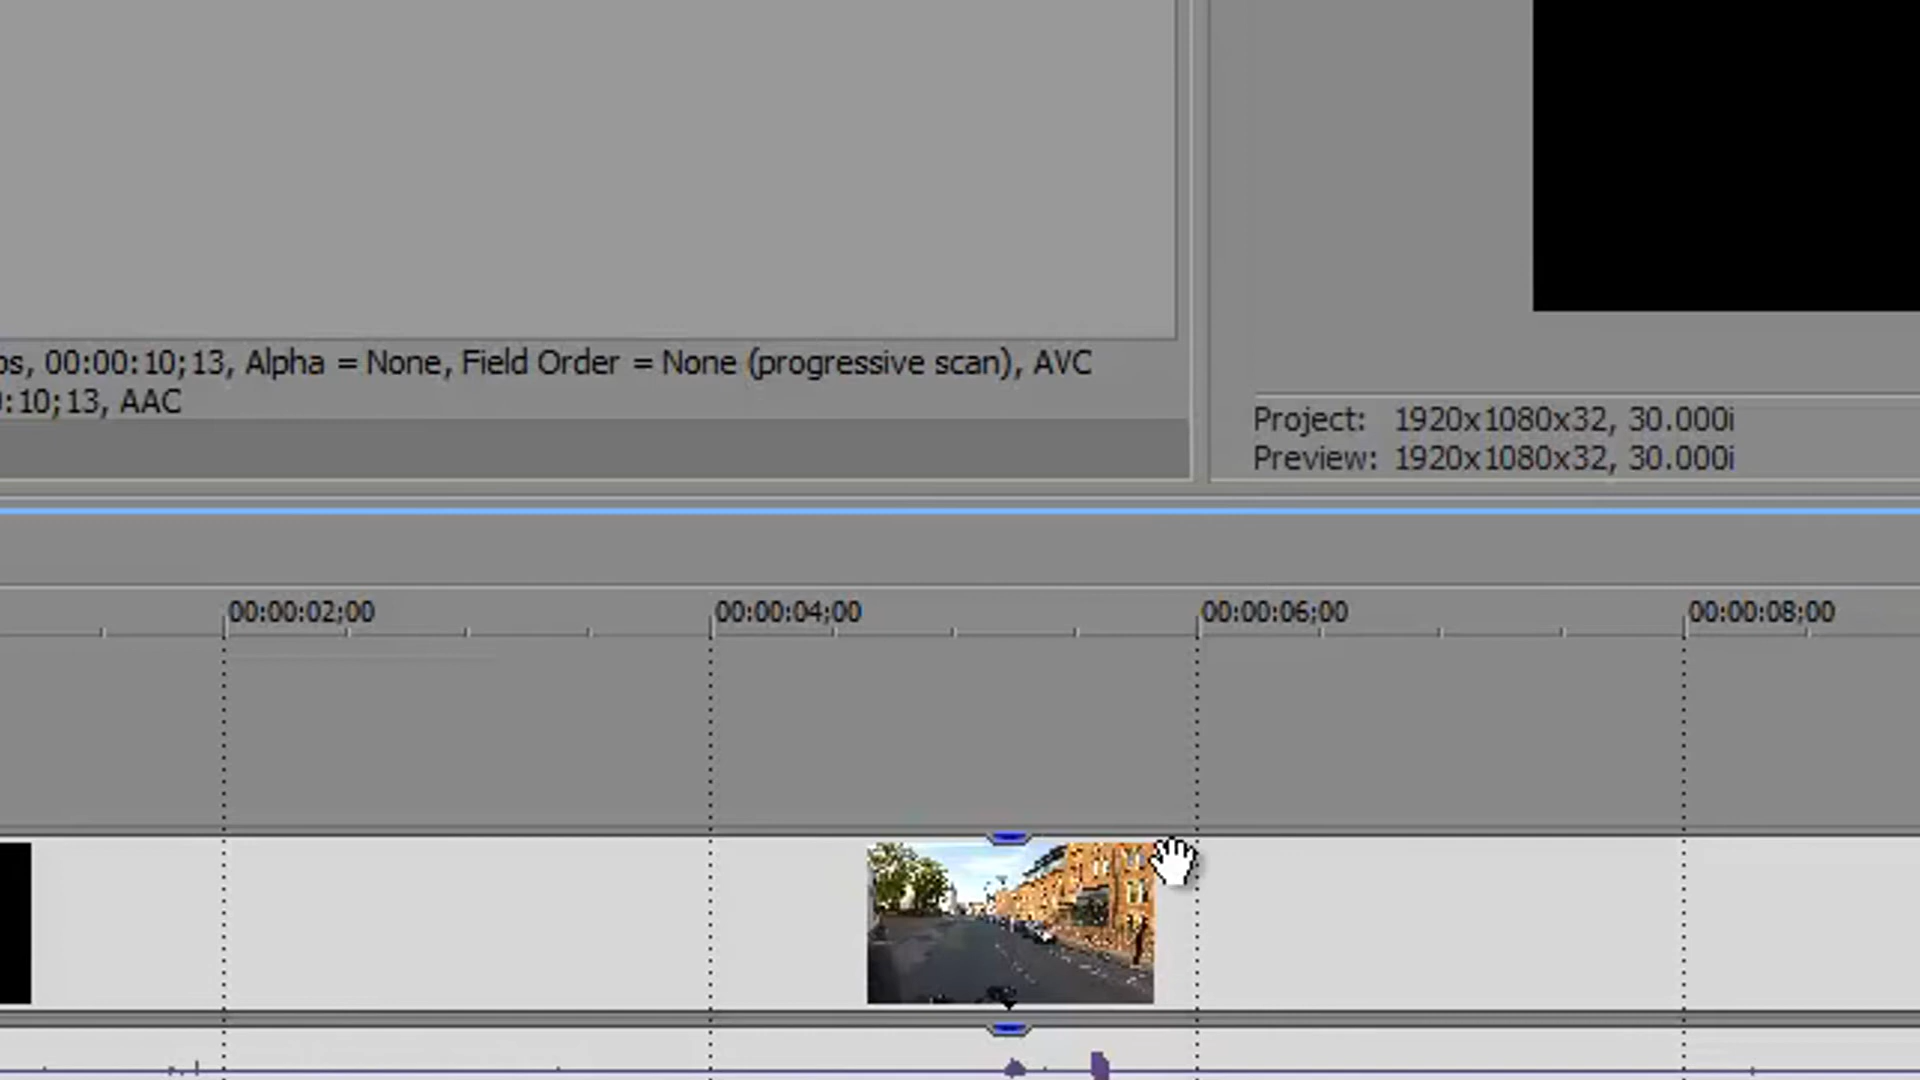 00:00:10;13, Alpha = None, Field Order = None (progressive scan), AVC
:10;13, AAC
Project: 1920x1080x32, 30.000i
Preview: 1920x1080x32, 30.000i
00:00:02;00 00:00:04;00 00:00:06;00 00:00:08;00